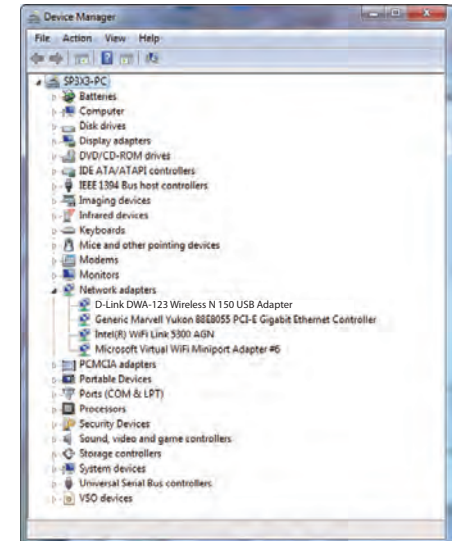 Device Manager
File Action View Help
SP3X3-PC
Batteries
Computer
Disk drives
Display adapters
DVD/CD-ROM drives
IDE ATA/ATAPI controllers
IEEE 1394 Bus host controllers
Imaging devices
Infrared devices
Keyboards
Mice and other pointing devices
Modems
Monitors
Network adapters
D-Link DWA-123 Wireless N 150 USB Adapter
Generic Marvell Yukon 88E8055 PCI-E Gigabit Ethernet Controller
Intel(R) WiFi Link 5300 AGN
Microsoft Virtual WiFi Miniport Adapter #6
PCMCIA adapters
Portable Devices
Ports (COM & LPT)
Processors
Security Devices
Sound, video and game controllers
Storage controllers
System devices
Universal Serial Bus controllers
VSO devices